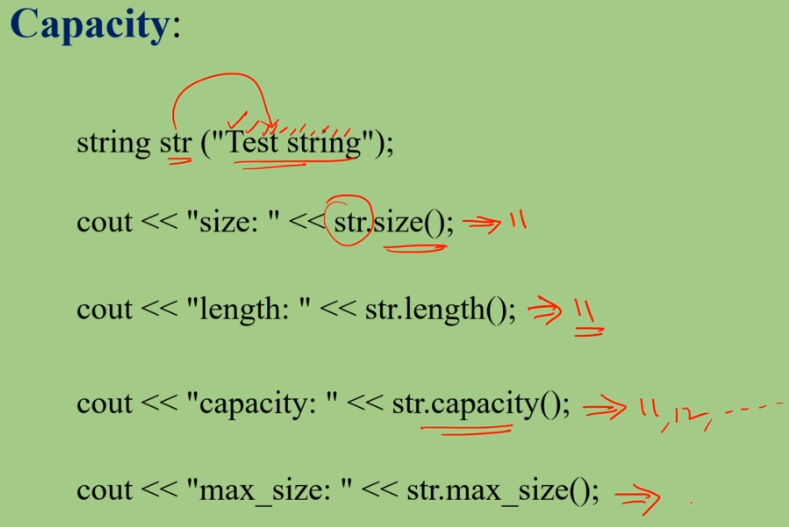 Capacity:
string str ("Test string");
cout << "size: " << str.size(); ⇒ 11
cout << "length: " << str.length(); ⇒ 11
cout << "capacity: " << str.capacity(); ⇒ 11, 12, ----
cout << "max_size: " << str.max_size(); ⇒